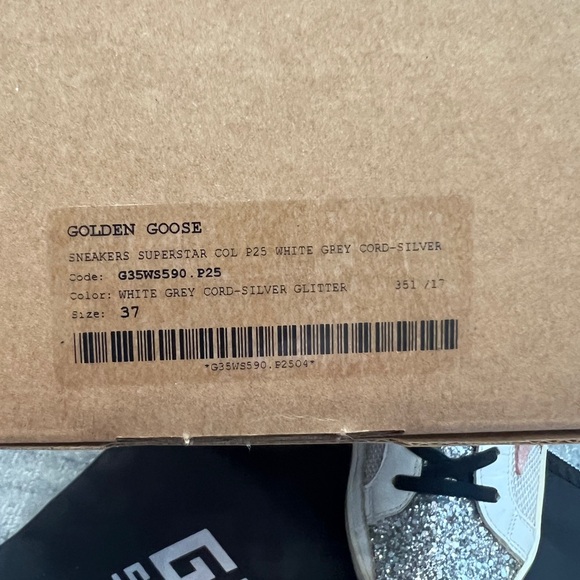 GOLDEN GOOSE
SNEAKERS SUPERSTAR COL P25 WHITE GREY CORD-SILVER
Code: G35WS590.P25
Color: WHITE GREY CORD-SILVER GLITTER 351 /17
Size: 37
*G35WS590.P2504*